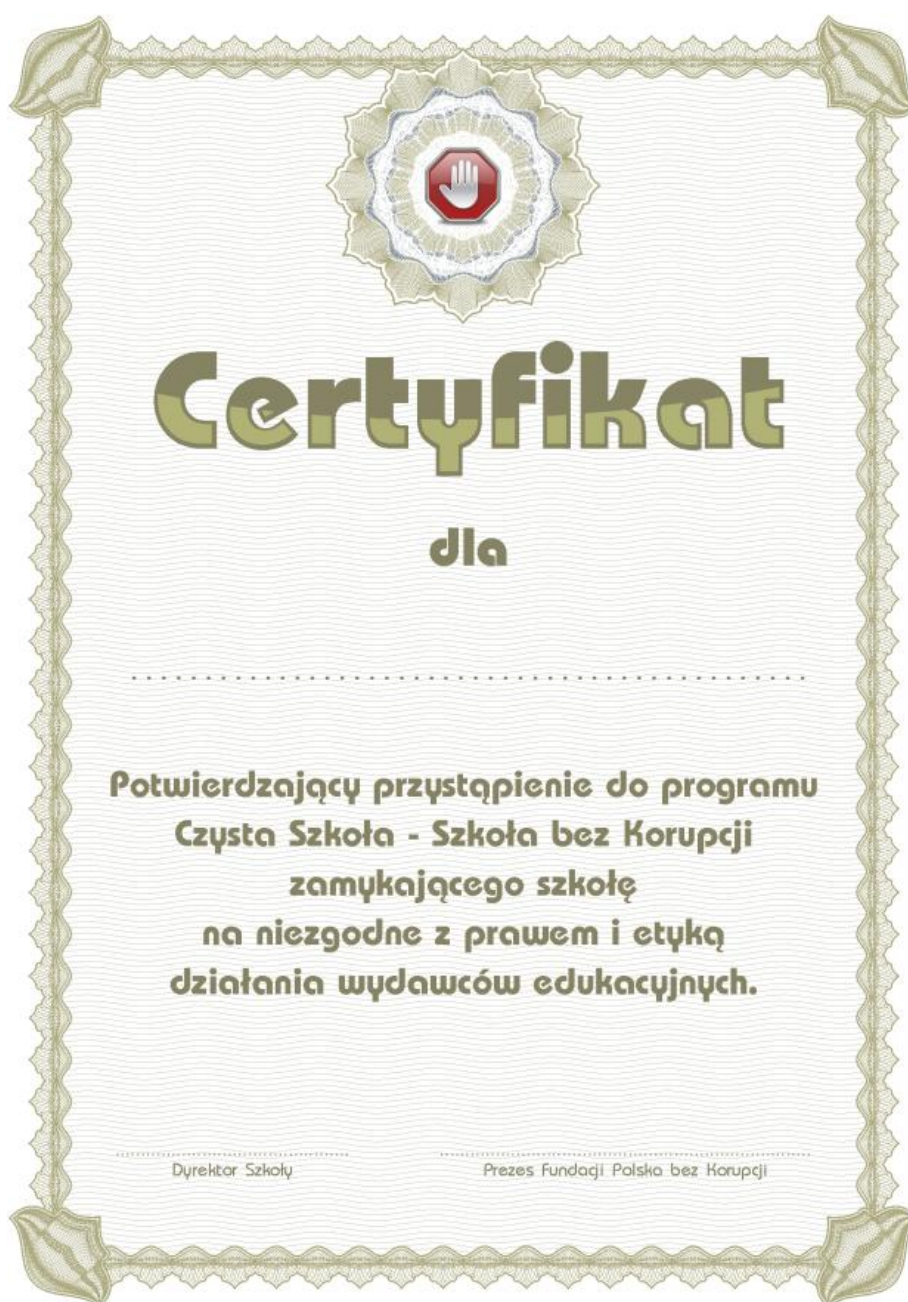 Certyfikat
dla
Potwierdzający przystąpienie do programu
Czysta Szkoła - Szkoła bez Korupcji
zamykającego szkołę
na niezgodne z prawem i etyką
działania wydawców edukacyjnych.
Dyrektor Szkoły
Prezes Fundacji Polska bez Korupcji